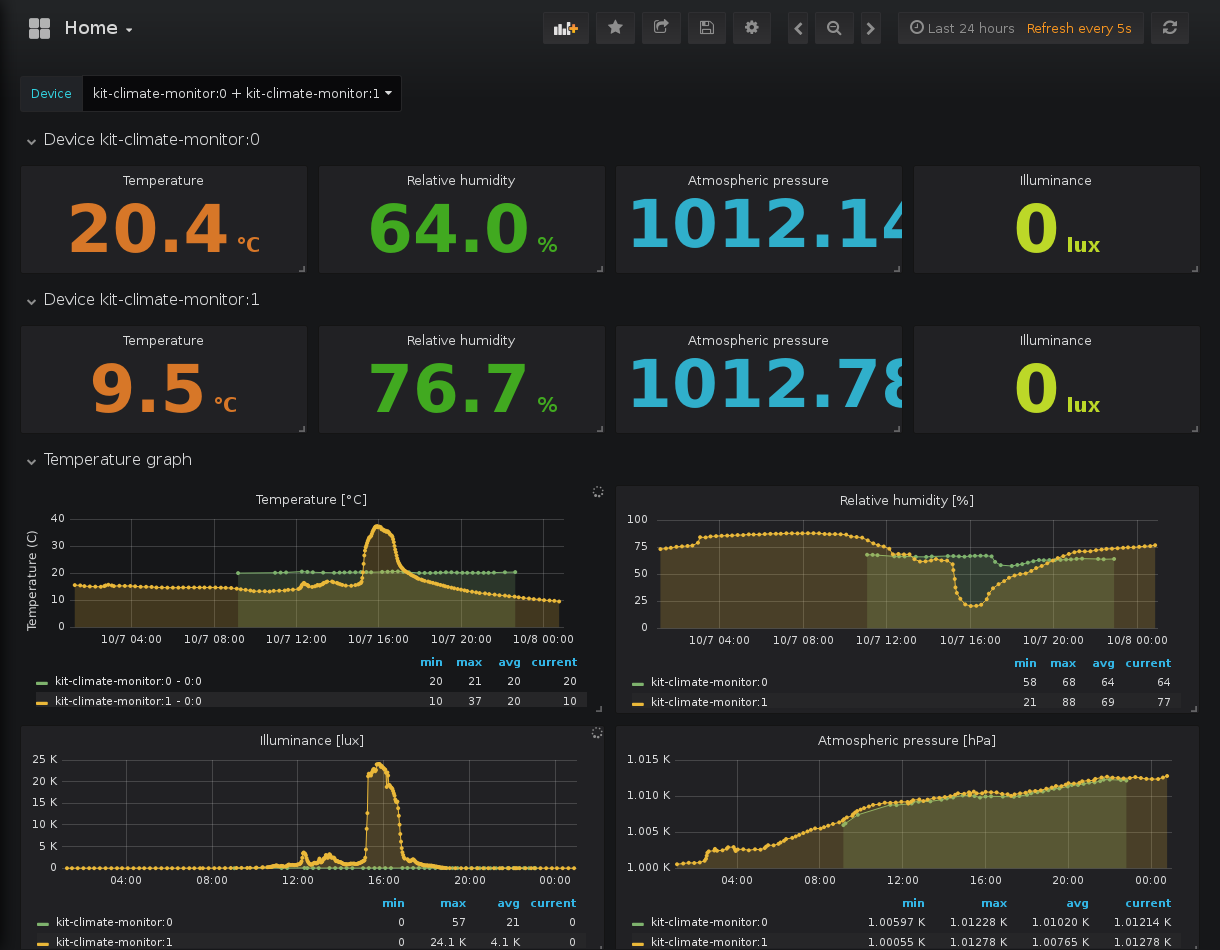 Home
Last 24 hours Refresh every 5s
Device kit-climate-monitor:0 + kit-climate-monitor:1
Device kit-climate-monitor:0
Temperature Relative humidity Atmospheric pressure Illuminance
20.4 °C 64.0 % 1012.14 0 lux
Device kit-climate-monitor:1
Temperature Relative humidity Atmospheric pressure Illuminance
9.5 °C 76.7 % 1012.78 0 lux
Temperature graph
Temperature [°C]
Temperature (C)
40
30
20
10
0
10/7 04:00 10/7 08:00 10/7 12:00 10/7 16:00 10/7 20:00 10/8 00:00
min max avg current
kit-climate-monitor:0 - 0:0 20 21 20 20
kit-climate-monitor:1 - 0:0 10 37 20 10
Relative humidity [%]
100
75
50
25
0
10/7 04:00 10/7 08:00 10/7 12:00 10/7 16:00 10/7 20:00 10/8 00:00
min max avg current
kit-climate-monitor:0 58 68 64 64
kit-climate-monitor:1 21 88 69 77
Illuminance [lux]
25 K
20 K
15 K
10 K
5 K
0
04:00 08:00 12:00 16:00 20:00 00:00
min max avg current
kit-climate-monitor:0 0 57 21 0
kit-climate-monitor:1 0 24.1 K 4.1 K 0
Atmospheric pressure [hPa]
1.015 K
1.010 K
1.005 K
1.000 K
04:00 08:00 12:00 16:00 20:00 00:00
min max avg current
kit-climate-monitor:0 1.00597 K 1.01228 K 1.01020 K 1.01214 K
kit-climate-monitor:1 1.00055 K 1.01278 K 1.00765 K 1.01278 K